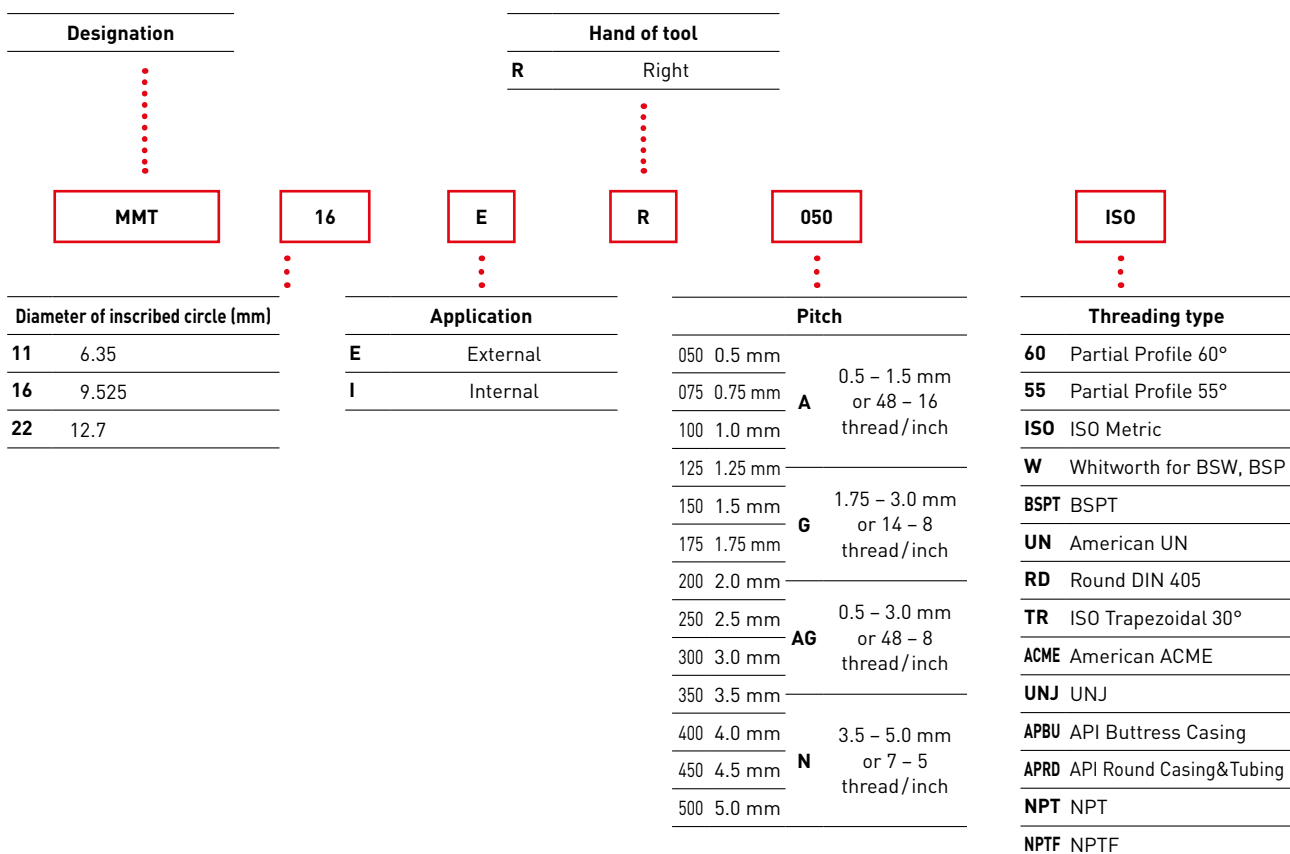 Designation
Hand of tool
R Right
MMT 16 E R 050 ISO
Diameter of inscribed circle (mm)
11 6.35
16 9.525
22 12.7
Application
E External
I Internal
Pitch
050 0.5 mm
075 0.75 mm
100 1.0 mm
125 1.25 mm
150 1.5 mm
175 1.75 mm
200 2.0 mm
250 2.5 mm
300 3.0 mm
350 3.5 mm
400 4.0 mm
450 4.5 mm
500 5.0 mm
A
0.5 – 1.5 mm
or 48 – 16
thread/inch
G
1.75 – 3.0 mm
or 14 – 8
thread/inch
AG
0.5 – 3.0 mm
or 48 – 8
thread/inch
N
3.5 – 5.0 mm
or 7 – 5
thread/inch
Threading type
60 Partial Profile 60°
55 Partial Profile 55°
ISO ISO Metric
W Whitworth for BSW, BSP
BSPT BSPT
UN American UN
RD Round DIN 405
TR ISO Trapezoidal 30°
ACME American ACME
UNJ UNJ
APBU API Buttress Casing
APRD API Round Casing&Tubing
NPT NPT
NPTF NPTF